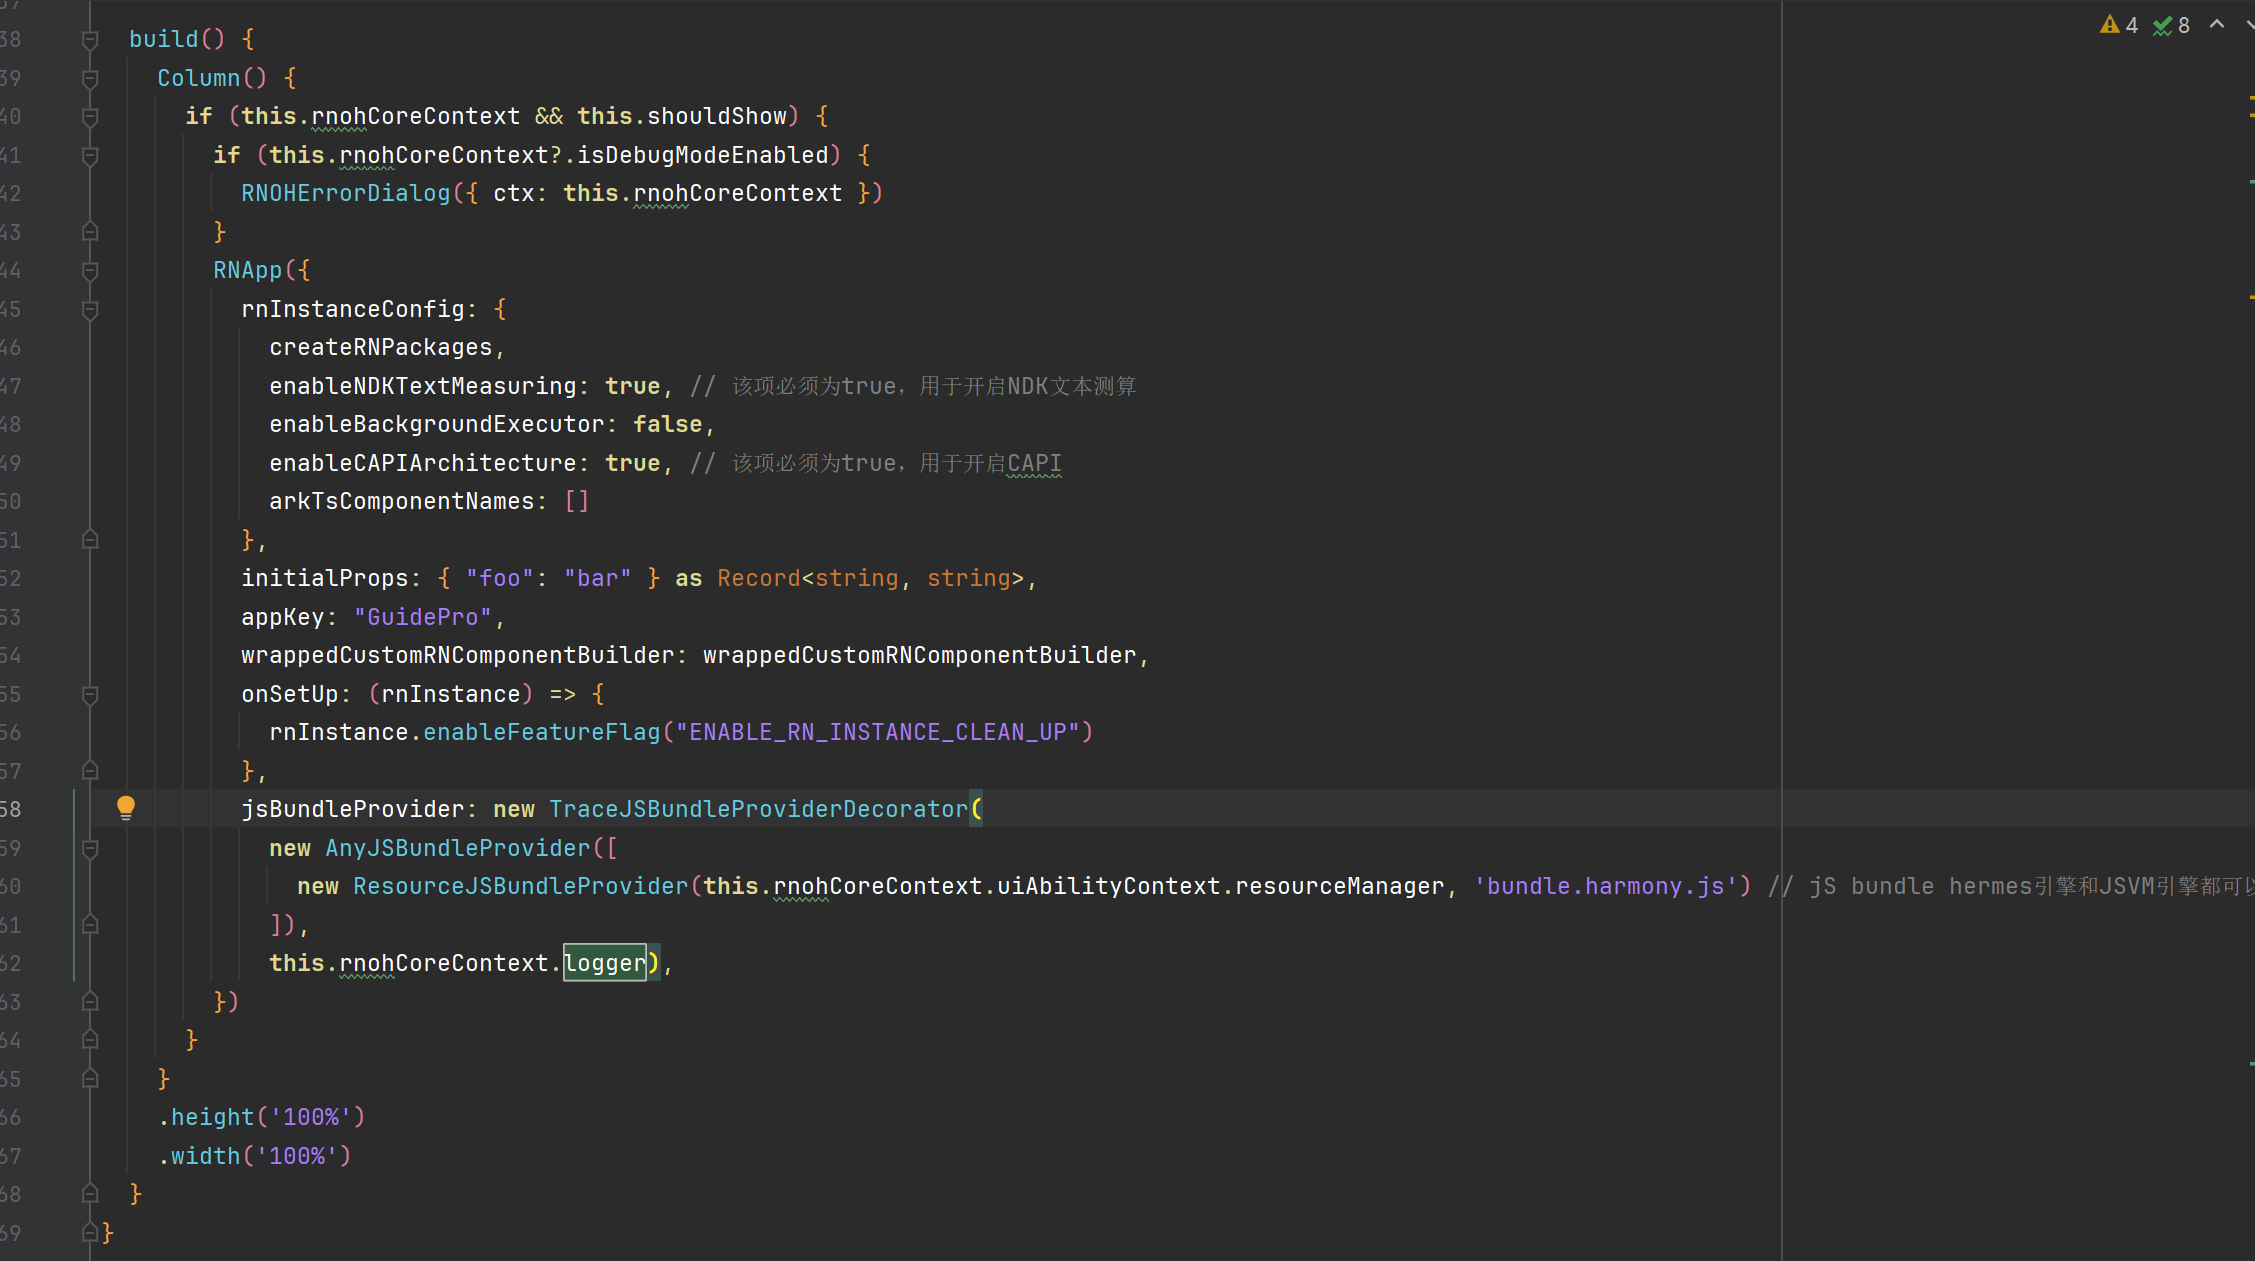 37
4 8
38 build() {
39 Column() {
40 if (this.rnohCoreContext && this.shouldShow) {
41 if (this.rnohCoreContext?.isDebugModeEnabled) {
42 RNOHErrorDialog({ ctx: this.rnohCoreContext })
43 }
44 RNApp({
45 rnInstanceConfig: {
46 createRNPackages,
47 enableNDKTextMeasuring: true, // 该项必须为true，用于开启NDK文本测算
48 enableBackgroundExecutor: false,
49 enableCAPIArchitecture: true, // 该项必须为true，用于开启CAPI
50 arkTsComponentNames: []
51 },
52 initialProps: { "foo": "bar" } as Record<string, string>,
53 appKey: "GuidePro",
54 wrappedCustomRNComponentBuilder: wrappedCustomRNComponentBuilder,
55 onSetUp: (rnInstance) => {
56 rnInstance.enableFeatureFlag("ENABLE_RN_INSTANCE_CLEAN_UP")
57 },
58 jsBundleProvider: new TraceJSBundleProviderDecorator(
59 new AnyJSBundleProvider([
60 new ResourceJSBundleProvider(this.rnohCoreContext.uiAbilityContext.resourceManager, 'bundle.harmony.js') // jS bundle hermes引擎和JSVM引擎都可以
61 ]),
62 this.rnohCoreContext.logger),
63 })
64 }
65 }
66 .height('100%')
67 .width('100%')
68 }
69 }